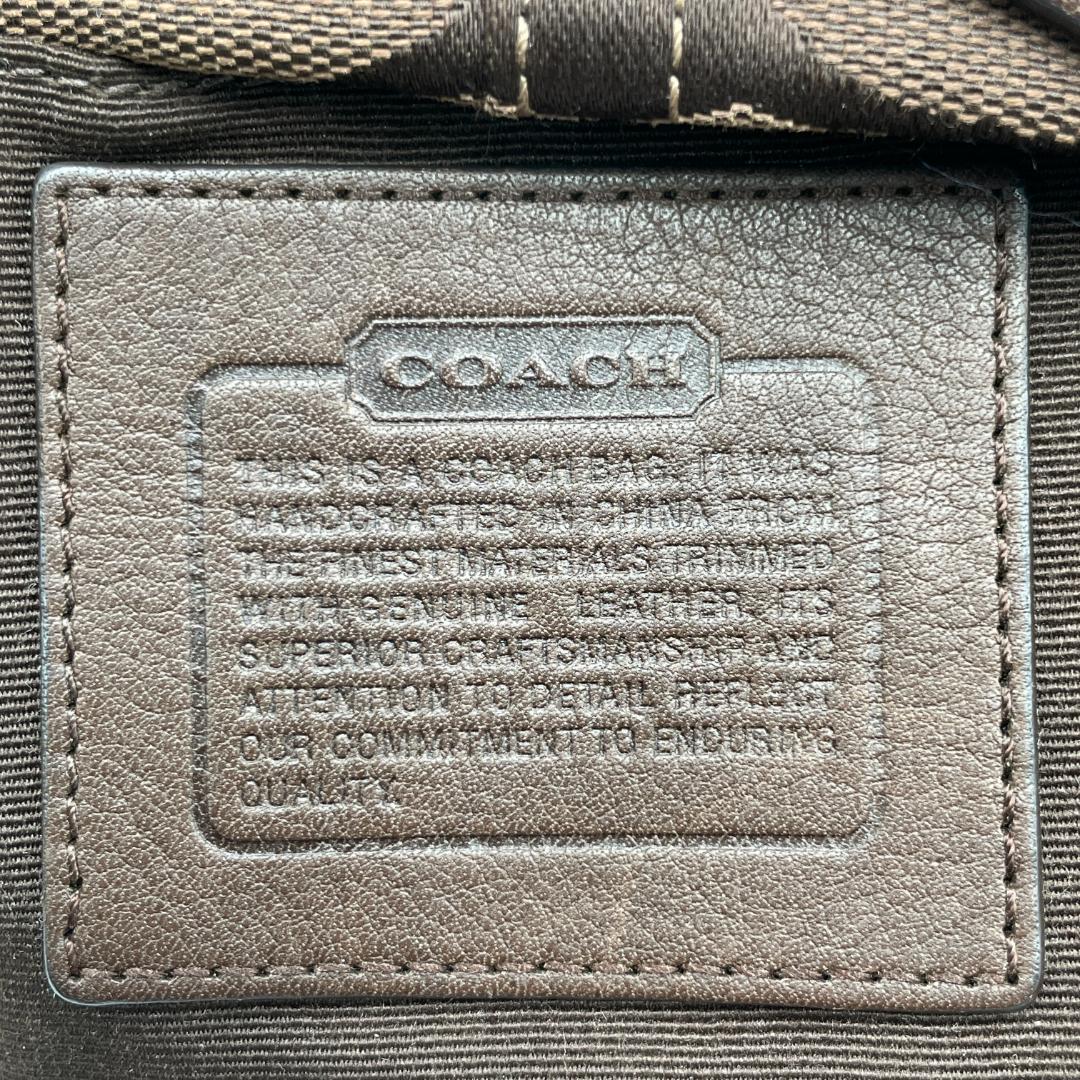 COACH
THIS IS A COACH BAG. IT WAS
HANDCRAFTED IN CHINA FROM
THE FINEST MATERIALS TRIMMED
WITH GENUINE LEATHER. ITS
SUPERIOR CRAFTSMANSHIP AND
ATTENTION TO DETAIL REFLECT
OUR COMMITMENT TO ENDURING
QUALITY.